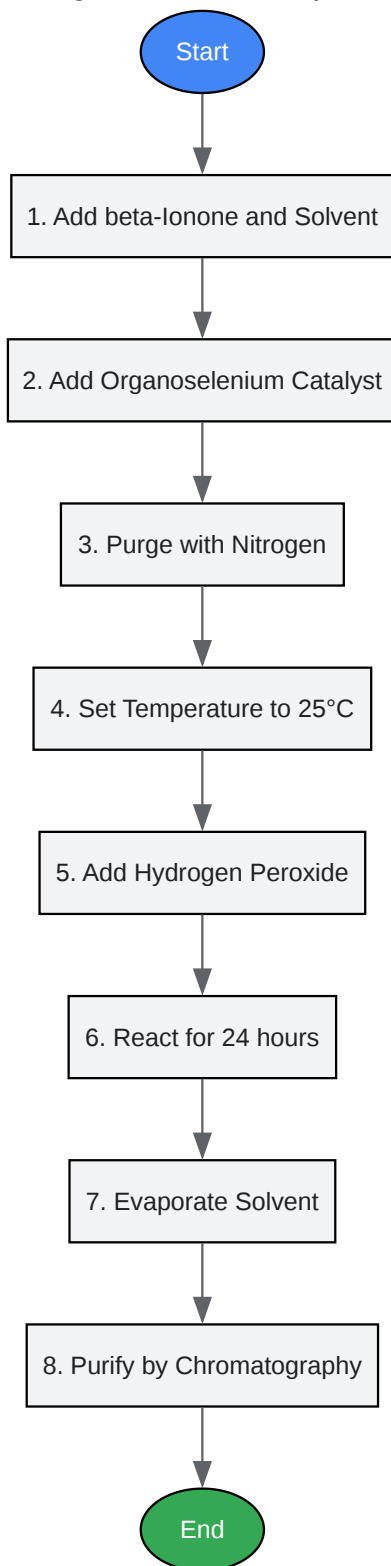 Start
1. Add beta-Ionone and Solvent
2. Add Organoselenium Catalyst
3. Purge with Nitrogen
4. Set Temperature to 25°C
5. Add Hydrogen Peroxide
6. React for 24 hours
7. Evaporate Solvent
8. Purify by Chromatography
End